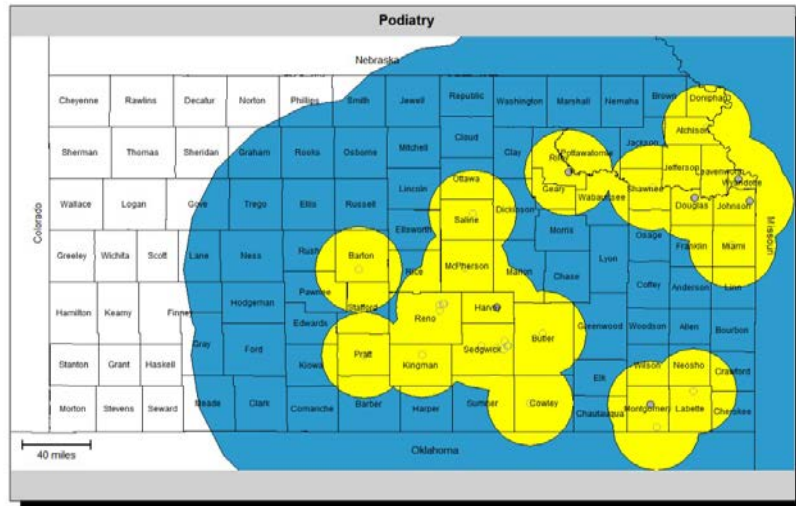 Podiatry
Nebraska
Cheyenne Rawlins Decatur Norton Phillips Smith Jewell Republic Washington Marshall Nemaha Brown Doniphan
Atchison
Sherman Thomas Sheridan Graham Rooks Osborne Mitchell Cloud Clay Riley Pottawatomie Jackson Jefferson Leavenworth Wyandotte
Ottawa
Geary Wabaunsee Shawnee
Lincoln
Wallace Logan Gove Trego Ellis Russell Saline Dickinson Douglas Johnson
Colorado
Missouri
Ellsworth Morris Osage
Greeley Wichita Scott Lane Ness Rush Barton Rice McPherson Marion Chase Lyon Franklin Miami
Pawnee Coffey Anderson Linn
Hamilton Kearny Finney Hodgeman Stafford Reno Harvey
Edwards
Gray Ford Pratt Kingman Sedgwick Butler Greenwood Woodson Allen Bourbon
Stanton Grant Haskell Kiowa Elk Wilson Neosho Crawford
Morton Stevens Seward Meade Clark Comanche Barber Harper Sumner Cowley Chautauqua Montgomery Labette Cherokee
40 miles
Oklahoma